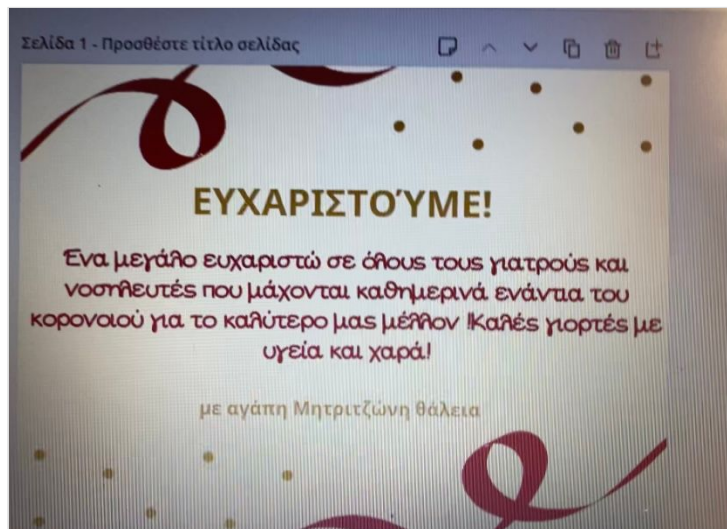 Σελίδα 1 - Προσθέστε τίτλο σελίδας
ΕΥΧΑΡΙΣΤΟΎΜΕ!
Ένα μεγάλο ευχαριστώ σε όλους τους γιατρούς και
νοσηλευτές που μάχονται καθημερινά ενάντια του
κορονοιού για το καλύτερο μας μέλλον !Καλές γιορτές με
υγεία και χαρά!
με αγάπη Μητριτζώνη θάλεια